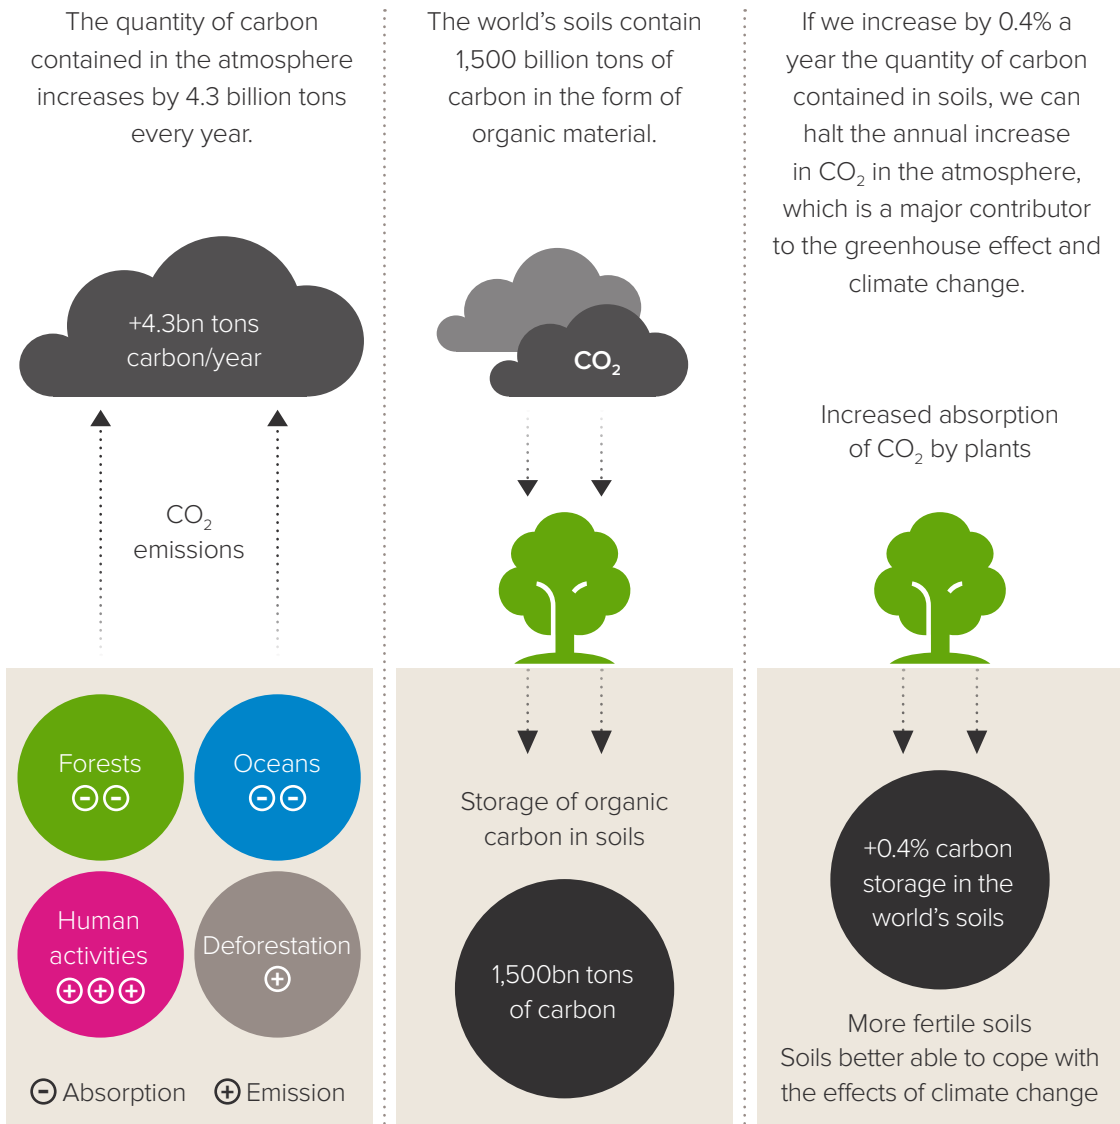 The quantity of carbon
contained in the atmosphere
increases by 4.3 billion tons
every year.
+4.3bn tons
carbon/year
CO₂
emissions
Forests
Oceans
Human
activities
Deforestation
Absorption
Emission
The world’s soils contain
1,500 billion tons of
carbon in the form of
organic material.
CO₂
Storage of organic
carbon in soils
1,500bn tons
of carbon
If we increase by 0.4% a
year the quantity of carbon
contained in soils, we can
halt the annual increase
in CO₂ in the atmosphere,
which is a major contributor
to the greenhouse effect and
climate change.
Increased absorption
of CO₂ by plants
+0.4% carbon
storage in the
world’s soils
More fertile soils
Soils better able to cope with
the effects of climate change